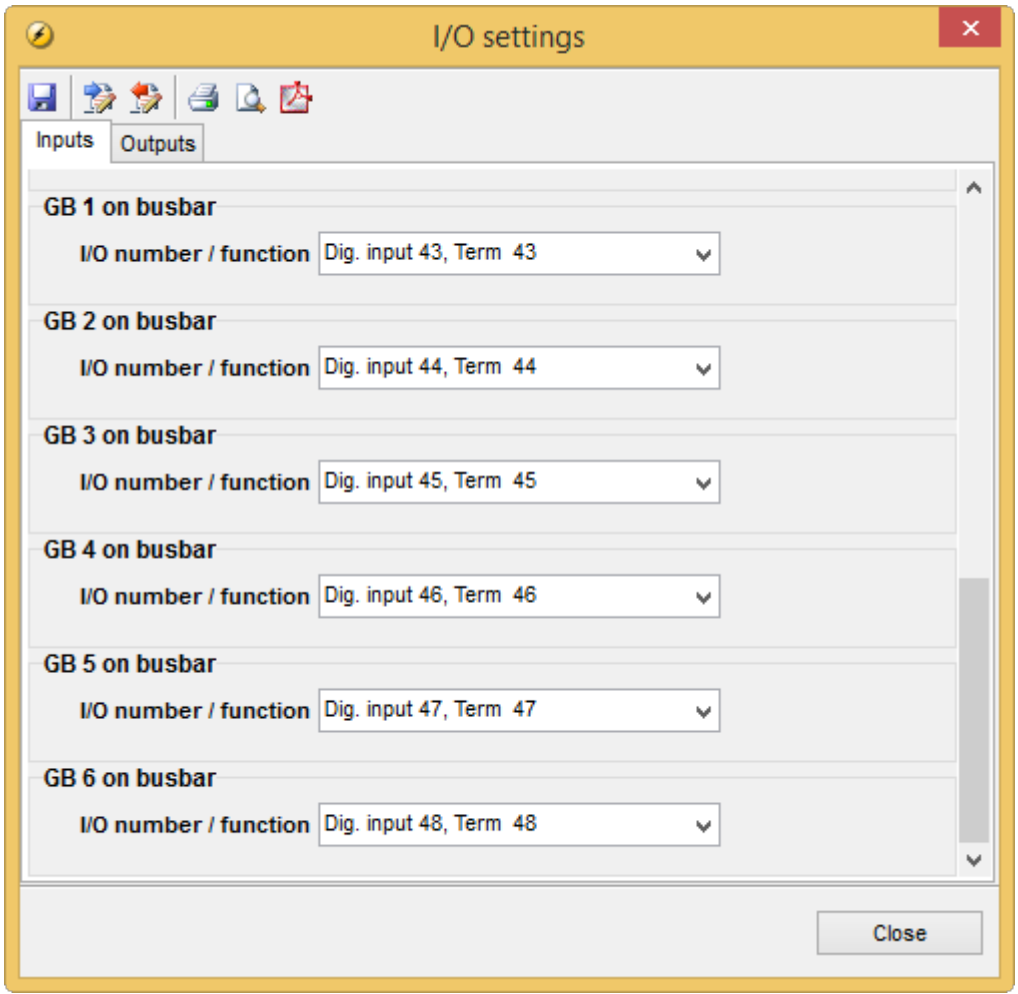 I/O settings
Inputs Outputs
GB 1 on busbar
I/O number / function Dig. input 43, Term  43
GB 2 on busbar
I/O number / function Dig. input 44, Term  44
GB 3 on busbar
I/O number / function Dig. input 45, Term  45
GB 4 on busbar
I/O number / function Dig. input 46, Term  46
GB 5 on busbar
I/O number / function Dig. input 47, Term  47
GB 6 on busbar
I/O number / function Dig. input 48, Term  48
Close